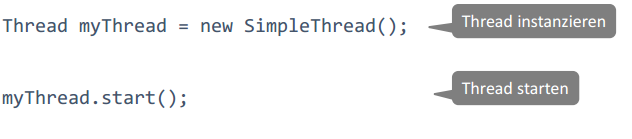 Thread myThread = new SimpleThread();
Thread instanzieren
myThread.start();
Thread starten